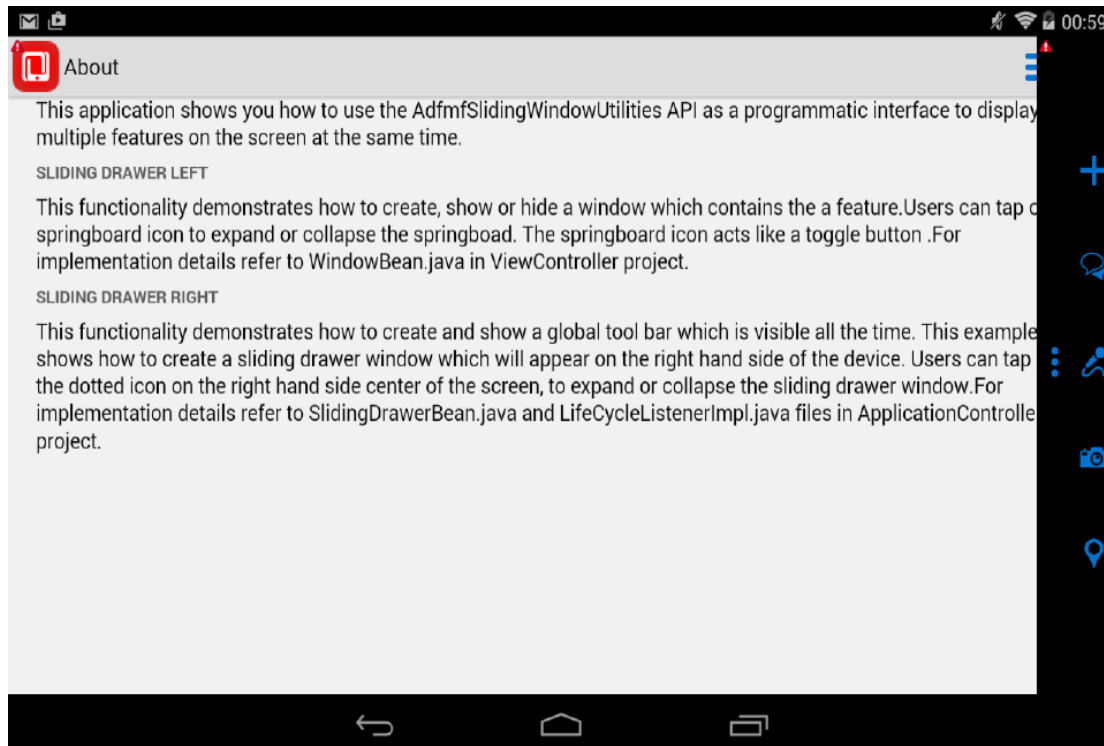 00:59
About
This application shows you how to use the AdfmfSlidingWindowUtilities API as a programmatic interface to display
multiple features on the screen at the same time.
SLIDING DRAWER LEFT
This functionality demonstrates how to create, show or hide a window which contains the a feature.Users can tap
springboard icon to expand or collapse the springboad. The springboard icon acts like a toggle button .For
implementation details refer to WindowBean.java in ViewController project.
SLIDING DRAWER RIGHT
This functionality demonstrates how to create and show a global tool bar which is visible all the time. This example
shows how to create a sliding drawer window which will appear on the right hand side of the device. Users can tap
the dotted icon on the right hand side center of the screen, to expand or collapse the sliding drawer window.For
implementation details refer to SlidingDrawerBean.java and LifeCycleListenerImpl.java files in ApplicationControlle
project.